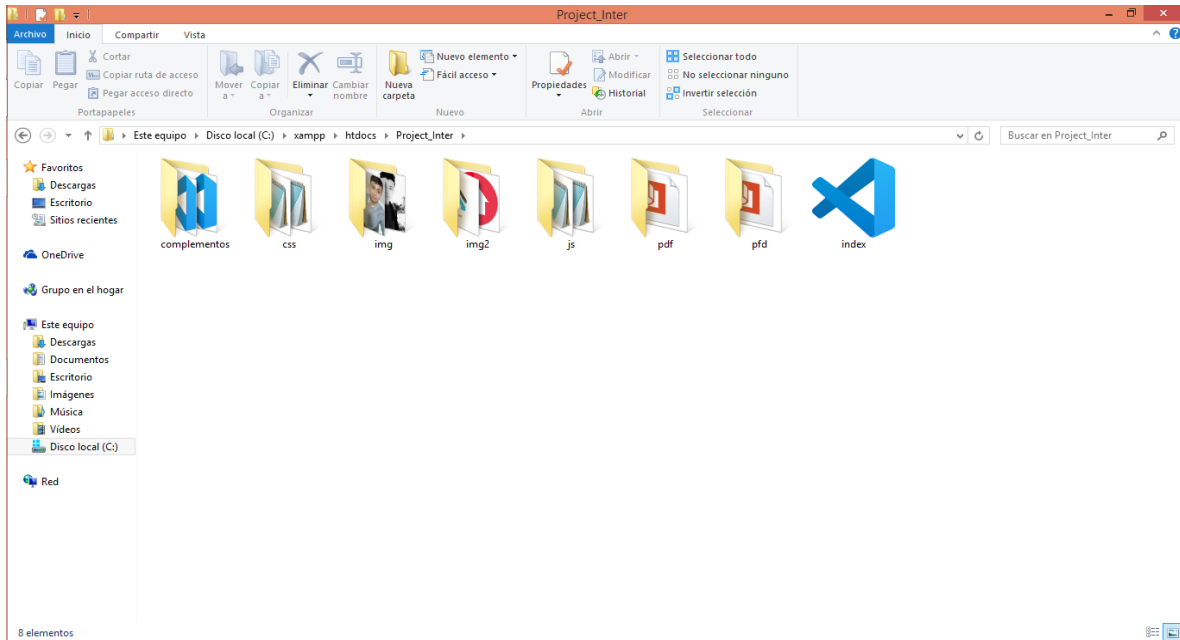 Project_Inter
Archivo Inicio Compartir Vista
Copiar
Pegar
Cortar
Copiar ruta de acceso
Pegar acceso directo
Portapapeles
Mover a
Copiar a
Eliminar
Cambiar nombre
Organizar
Nueva carpeta
Nuevo elemento
Fácil acceso
Nuevo
Propiedades
Abrir
Modificar
Historial
Abrir
Seleccionar todo
No seleccionar ninguno
Invertir selección
Seleccionar
Este equipo Disco local (C:) xampp htdocs Project_Inter
Buscar en Project_Inter
Favoritos
Descargas
Escritorio
Sitios recientes
OneDrive
Grupo en el hogar
Este equipo
Descargas
Documentos
Escritorio
Imágenes
Música
Vídeos
Disco local (C:)
Red
complementos css img img2 js pdf pfd index
8 elementos